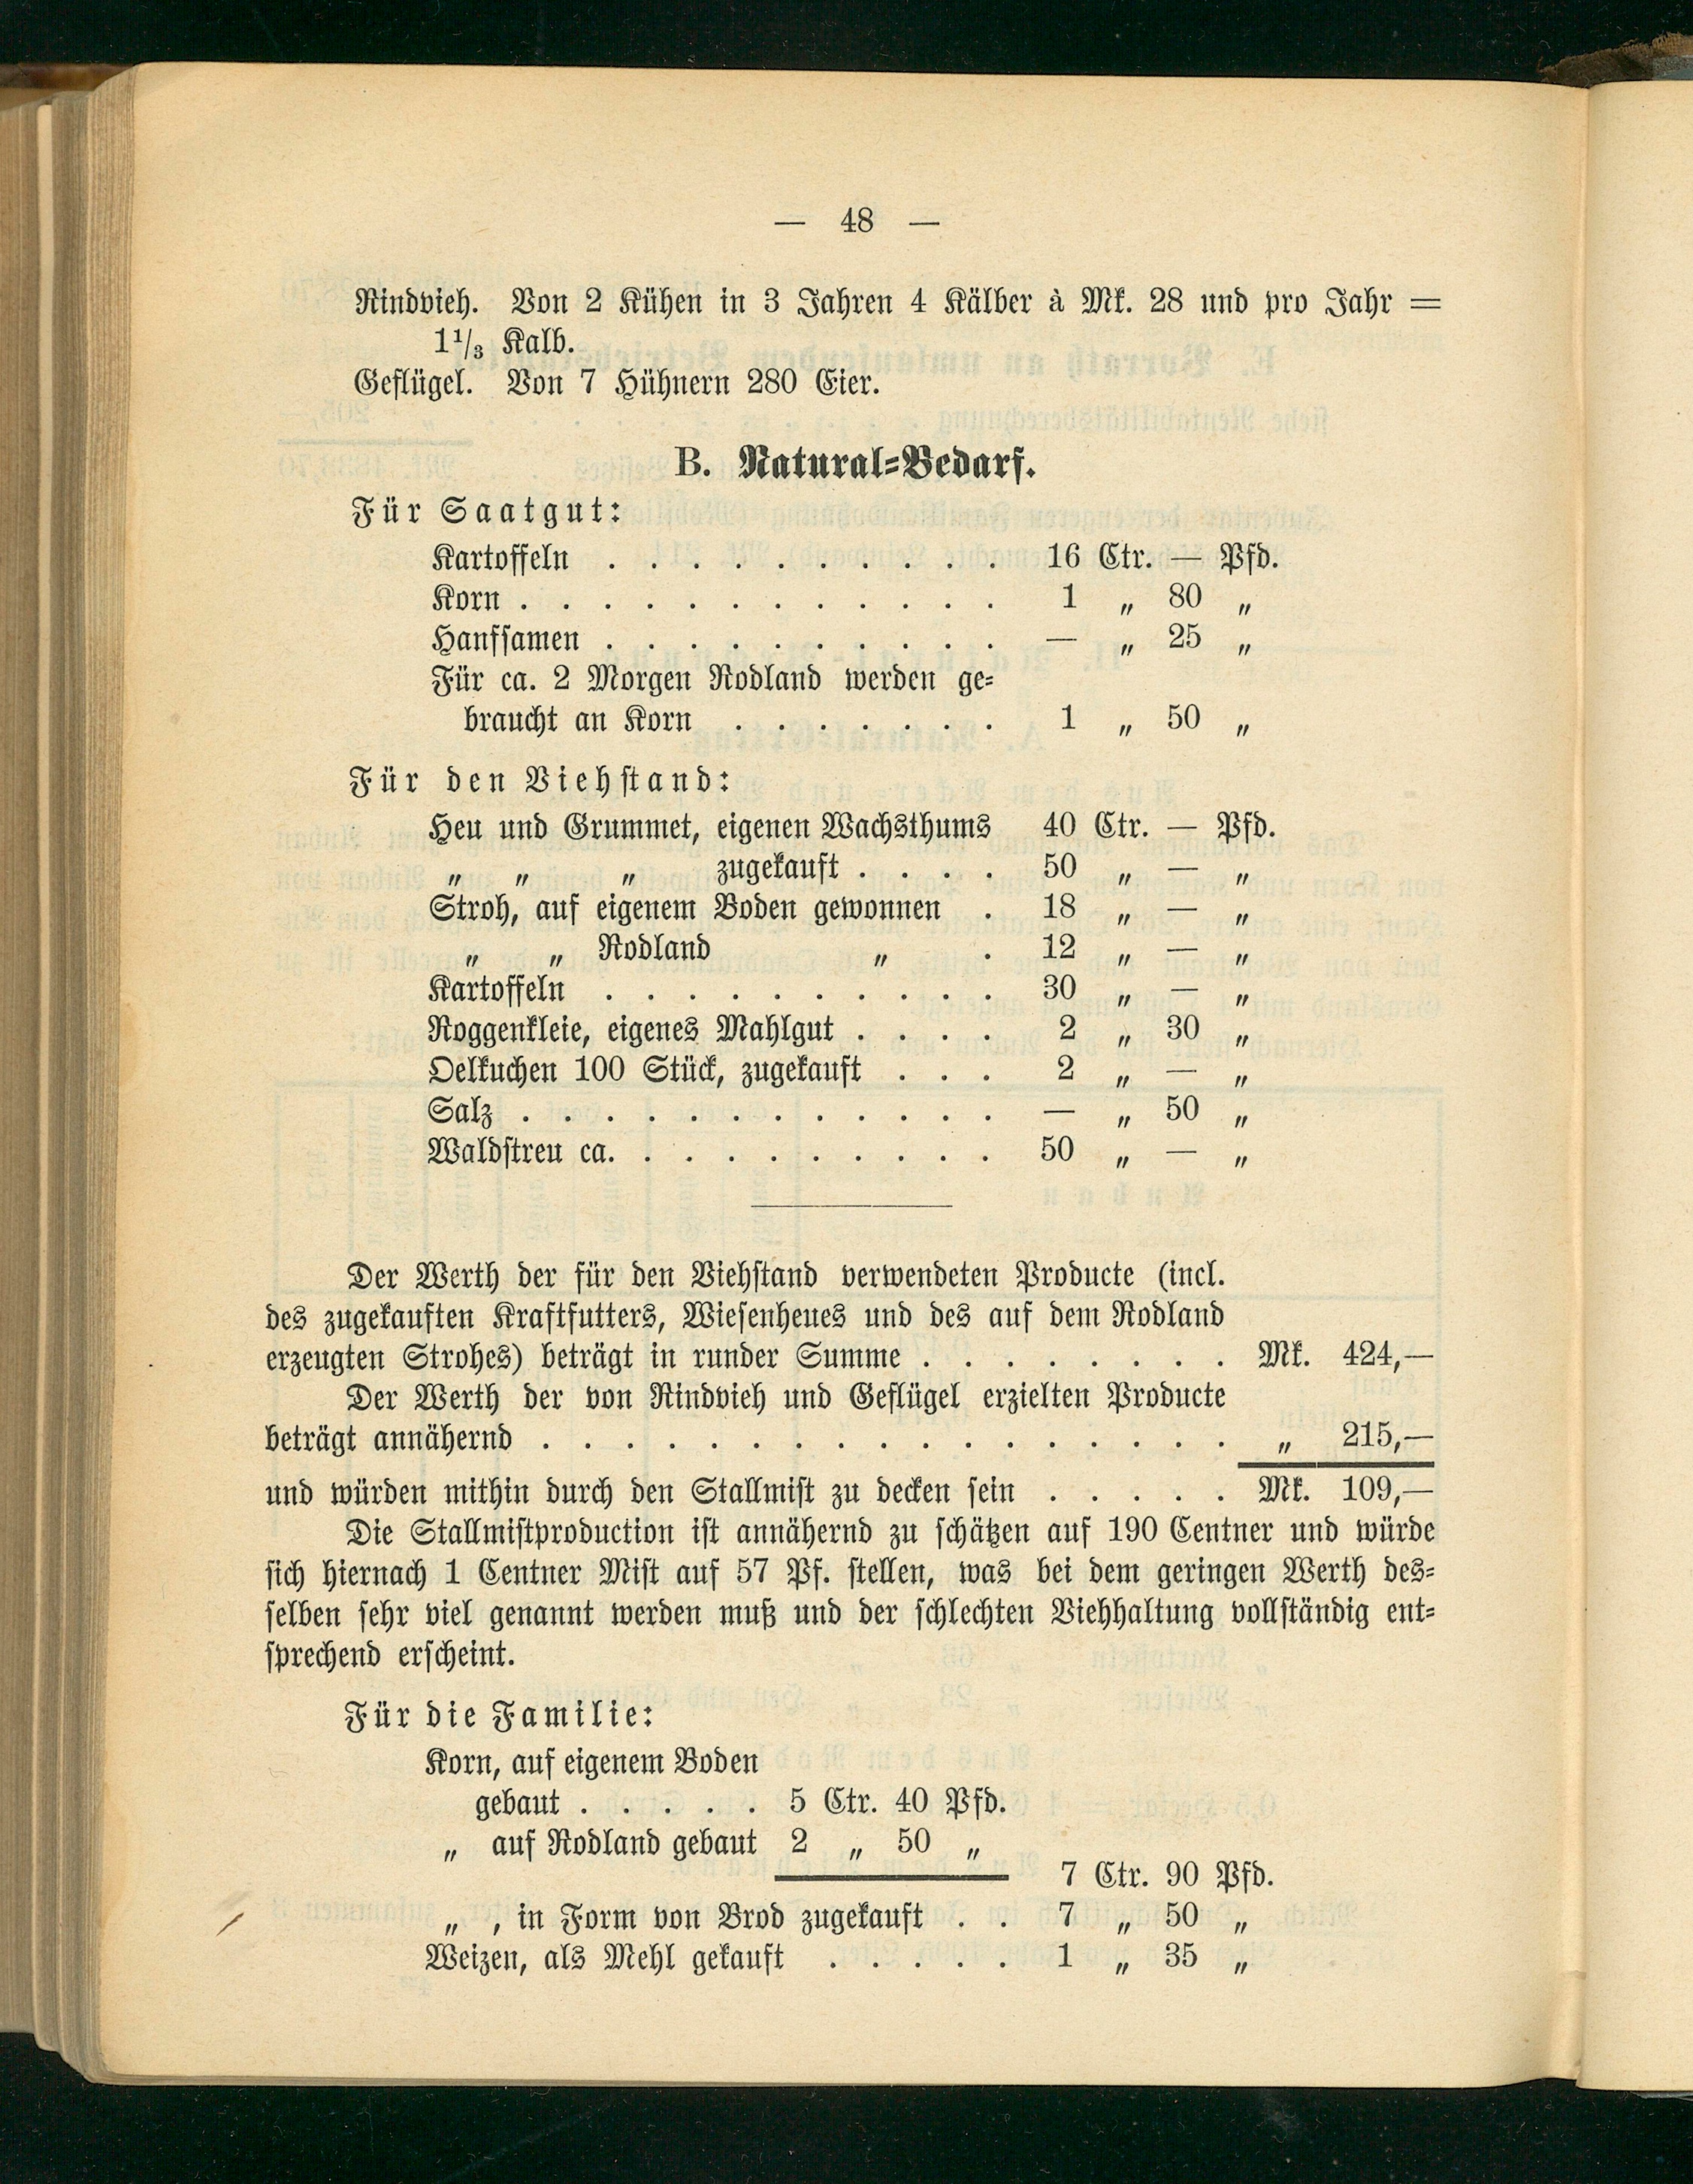 — 48 —
Rindvieh. Von 2 Kühen in 3 Jahren 4 Kälber à Mk. 28 und pro Jahr =
1¹/₃ Kalb.
Geflügel. Von 7 Hühnern 280 Eier.
B. Natural-Bedarf.
Für Saatgut:
Kartoffeln . . . . . . . . . . 16 Ctr. — Pfd.
Korn . . . . . . . . . . . . 1 „ 80 „
Hanfsamen . . . . . . . . . . — „ 25 „
Für ca. 2 Morgen Rodland werden ge-
braucht an Korn . . . . . . . 1 „ 50 „
Für den Viehstand:
Heu und Grummet, eigenen Wachsthums 40 Ctr. — Pfd.
„ „ „ zugekauft . . . . 50 „ — „
Stroh, auf eigenem Boden gewonnen . 18 „ — „
„ „ Rodland „ . 12 „ — „
Kartoffeln . . . . . . . . . . 30 „ — „
Roggenkleie, eigenes Mahlgut . . . . 2 „ 30 „
Oelkuchen 100 Stück, zugekauft . . . 2 „ — „
Salz . . . . . . . . . . . . — „ 50 „
Waldstreu ca. . . . . . . . . . 50 „ — „
Der Werth der für den Viehstand verwendeten Producte (incl.
des zugekauften Kraftfutters, Wiesenheues und des auf dem Rodland
erzeugten Strohes) beträgt in runder Summe . . . . . . . . Mk. 424,—
Der Werth der von Rindvieh und Geflügel erzielten Producte
beträgt annähernd . . . . . . . . . . . . . . . . . „ 215,—
und würden mithin durch den Stallmist zu decken sein . . . . . Mk. 109,—
Die Stallmistproduction ist annähernd zu schätzen auf 190 Centner und würde
sich hiernach 1 Centner Mist auf 57 Pf. stellen, was bei dem geringen Werth des-
selben sehr viel genannt werden muß und der schlechten Viehhaltung vollständig ent-
sprechend erscheint.
Für die Familie:
Korn, auf eigenem Boden
gebaut . . . . . 5 Ctr. 40 Pfd.
„ auf Rodland gebaut 2 „ 50 „
7 Ctr. 90 Pfd.
„ , in Form von Brod zugekauft . . 7 „ 50 „
Weizen, als Mehl gekauft . . . . . 1 „ 35 „